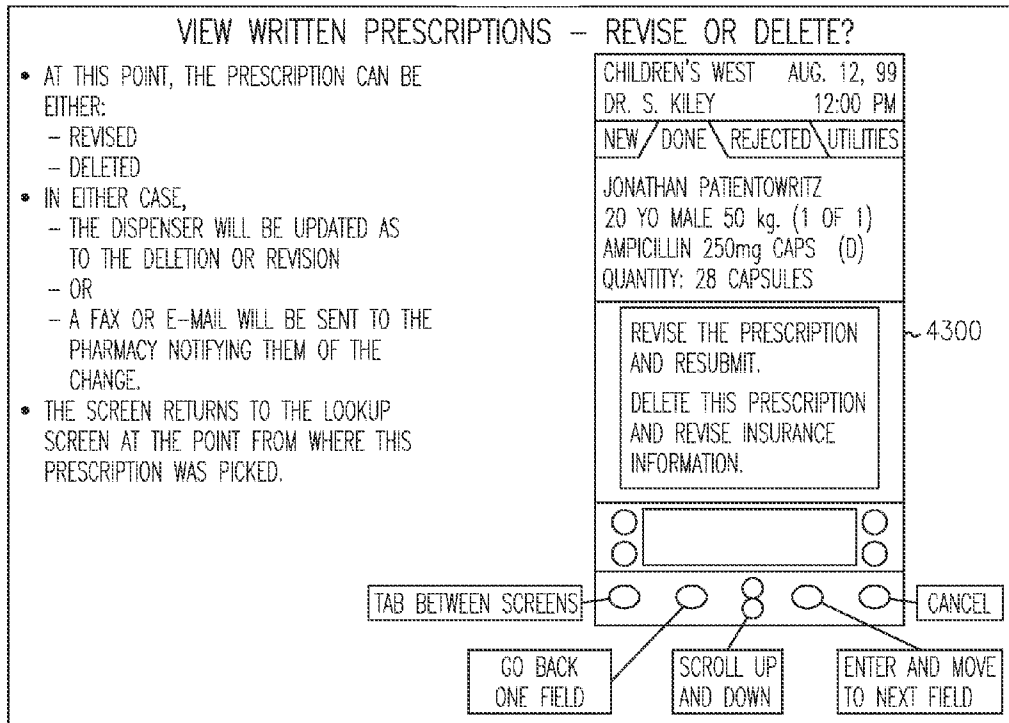 VIEW WRITTEN PRESCRIPTIONS – REVISE OR DELETE?
• AT THIS POINT, THE PRESCRIPTION CAN BE
EITHER:
– REVISED
– DELETED
• IN EITHER CASE,
– THE DISPENSER WILL BE UPDATED AS
TO THE DELETION OR REVISION
– OR
– A FAX OR E-MAIL WILL BE SENT TO THE
PHARMACY NOTIFYING THEM OF THE
CHANGE.
• THE SCREEN RETURNS TO THE LOOKUP
SCREEN AT THE POINT FROM WHERE THIS
PRESCRIPTION WAS PICKED.
CHILDREN'S WEST AUG. 12, 99
DR. S. KILEY 12:00 PM
NEW DONE REJECTED UTILITIES
JONATHAN PATIENTOWRITZ
20 YO MALE 50 kg. (1 OF 1)
AMPICILLIN 250mg CAPS (D)
QUANTITY: 28 CAPSULES
REVISE THE PRESCRIPTION
AND RESUBMIT.
DELETE THIS PRESCRIPTION
AND REVISE INSURANCE
INFORMATION.
4300
TAB BETWEEN SCREENS
CANCEL
GO BACK
ONE FIELD
SCROLL UP
AND DOWN
ENTER AND MOVE
TO NEXT FIELD